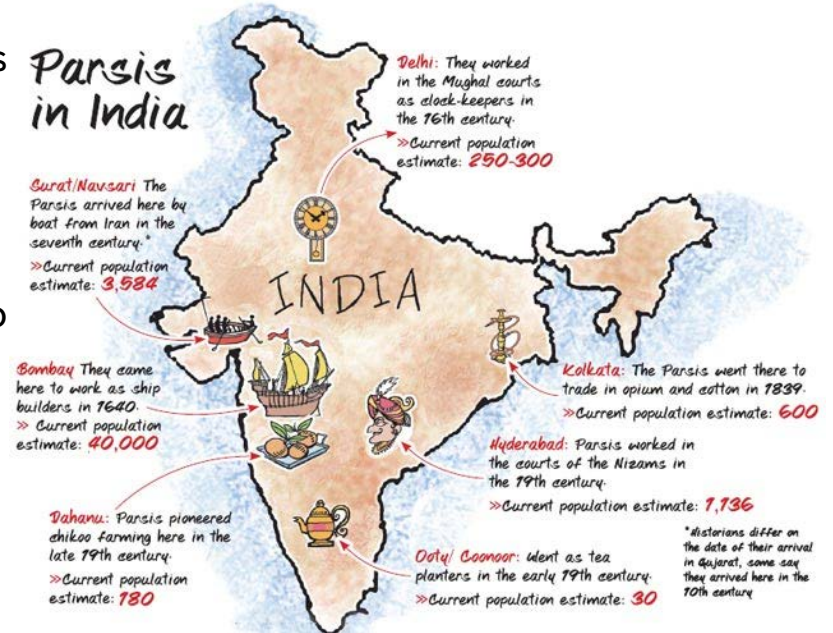 s
Parsis
in India
Delhi: They worked
in the Mughal courts
as clock-keepers in
the 16th century.
»Current population
estimate: 250-300
Surat/Navsari The
Parsis arrived here by
boat from Iran in the
seventh century.*
»Current population
estimate: 3,584
INDIA
Bombay They came
here to work as ship
builders in 1640.
» Current population
estimate: 40,000
Kolkata: The Parsis went there to
trade in opium and cotton in 1839.
»Current population estimate: 600
Hyderabad: Parsis worked in
the courts of the Nizams in
the 19th century.
»Current population estimate: 1,136
Dahanu: Parsis pioneered
chikoo farming here in the
late 19th century.
»Current population
estimate: 180
Ooty/ Coonoor: Went as tea
planters in the early 19th century.
»Current population estimate: 30
*Historians differ on
the date of their arrival
in Gujarat, some say
they arrived here in the
10th century